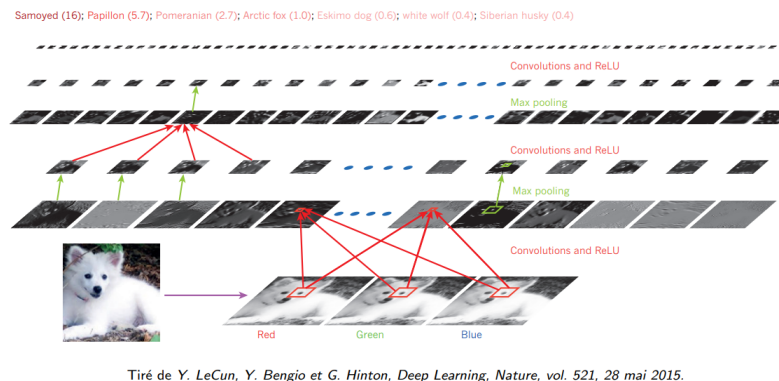 Samoyed (16); Papillon (5.7); Pomeranian (2.7); Arctic fox (1.0); Eskimo dog (0.6); white wolf (0.4); Siberian husky (0.4)
Convolutions and ReLU
Max pooling
Convolutions and ReLU
Max pooling
Convolutions and ReLU
Red
Green
Blue
Tiré de Y. LeCun, Y. Bengio et G. Hinton, Deep Learning, Nature, vol. 521, 28 mai 2015.